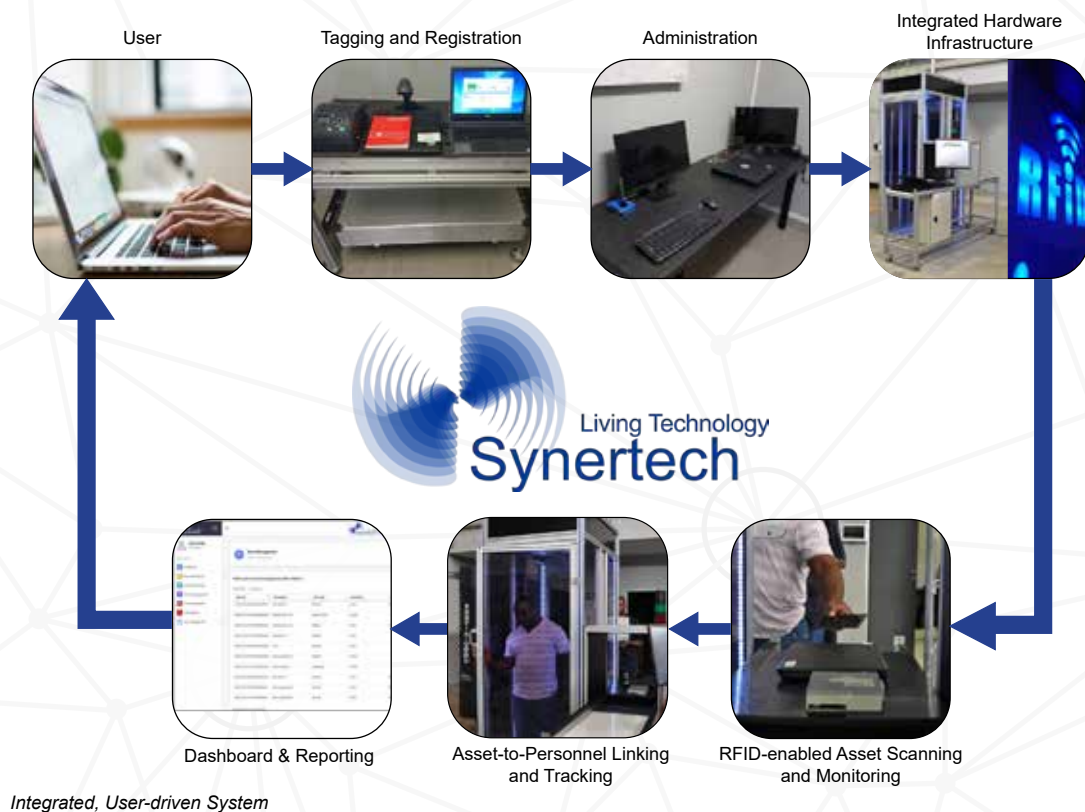 User
Tagging and Registration
Administration
Integrated Hardware
Infrastructure
Living Technology
Synertech
Dashboard & Reporting
Asset-to-Personnel Linking
and Tracking
RFID-enabled Asset Scanning
and Monitoring
Integrated, User-driven System